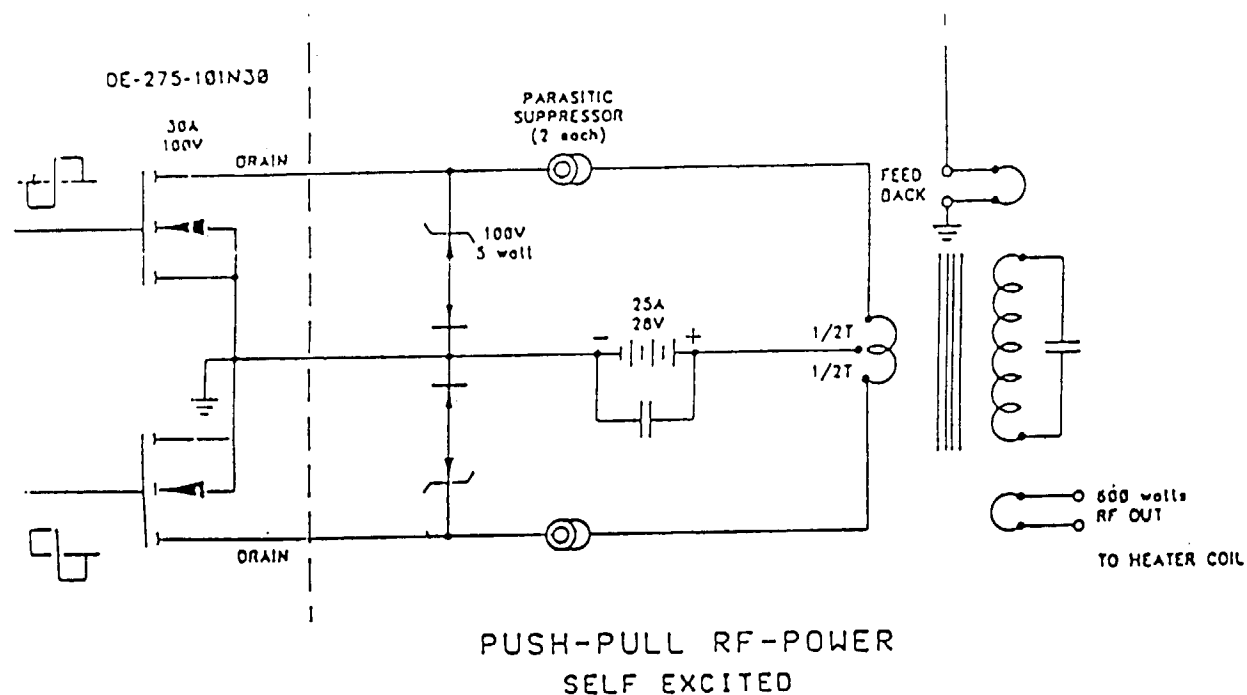 DE-275-101N30
30A
100V
DRAIN
PARASITIC
SUPPRESSOR
(2 each)
FEED
BACK
100V
5 watt
25A
28V
- +
1/2T
1/2T
600 watts
RF OUT
TO HEATER COIL
DRAIN
PUSH-PULL RF-POWER
SELF EXCITED